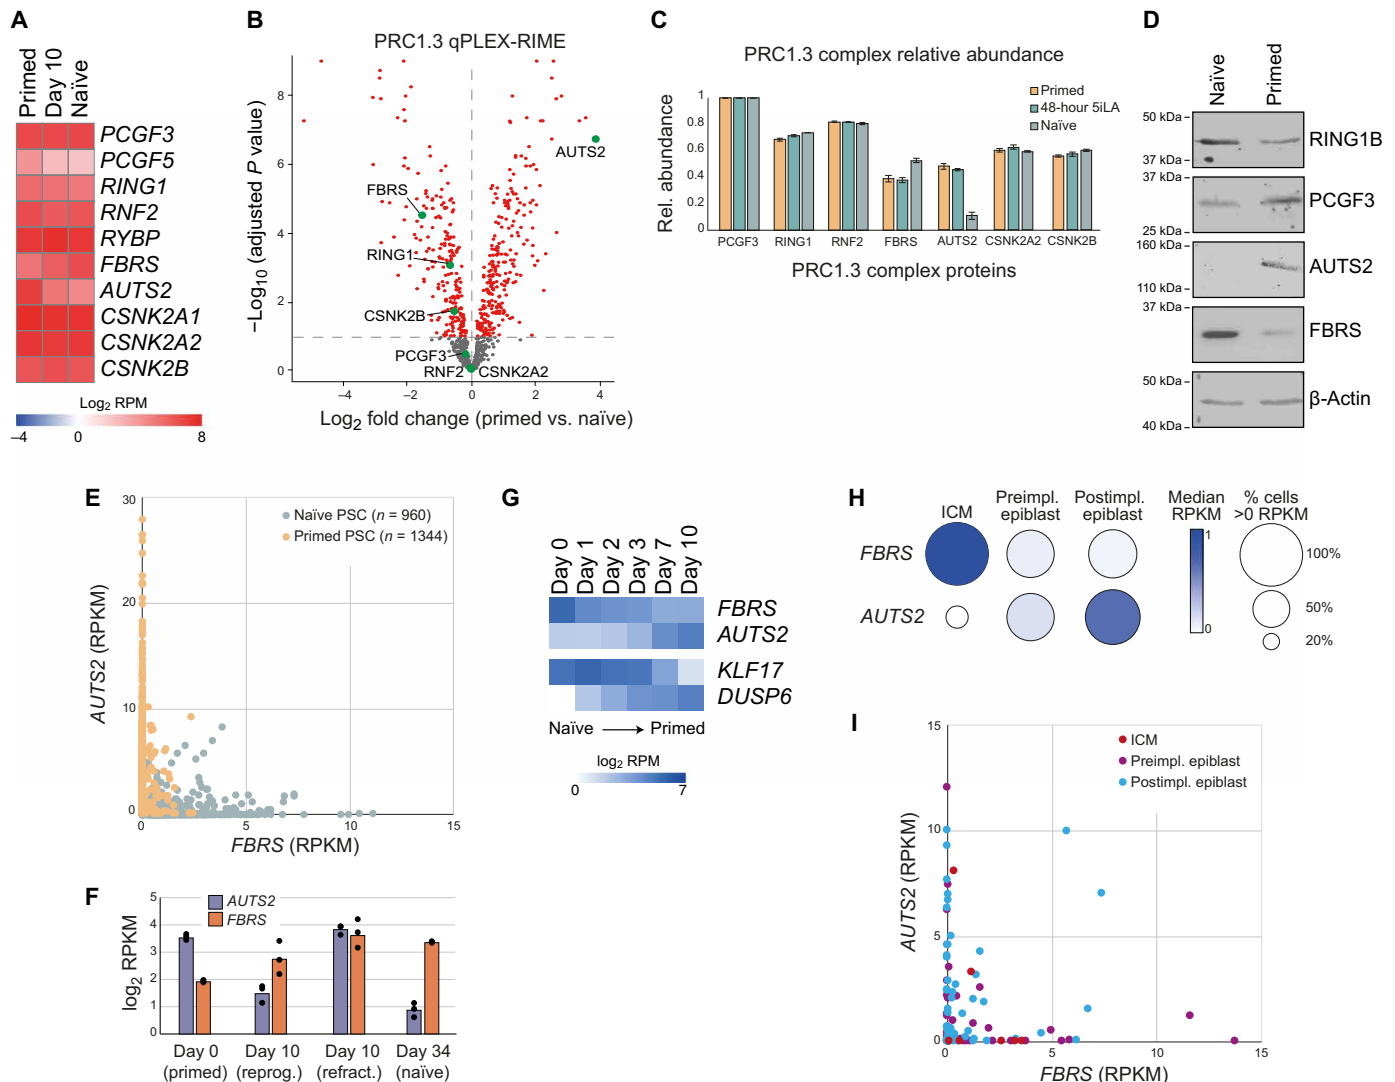 A
Primed
Day 10
Naïve
PCGF3
PCGF5
RING1
RNF2
RYBP
FBRS
AUTS2
CSNK2A1
CSNK2A2
CSNK2B
Log2 RPM
−4 0 8
B
PRC1.3 qPLEX-RIME
−Log10 (adjusted P value)
8
6
4
2
0
AUTS2
FBRS
RING1
CSNK2B
PCGF3
RNF2 CSNK2A2
−4 −2 0 2 4
Log2 fold change (primed vs. naïve)
C
PRC1.3 complex relative abundance
Primed
48-hour 5iLA
Naïve
Rel. abundance
1
0.8
0.6
0.4
0.2
0
PCGF3 RING1 RNF2 FBRS AUTS2 CSNK2A2 CSNK2B
PRC1.3 complex proteins
D
Naïve
Primed
50 kDa
37 kDa
RING1B
37 kDa
25 kDa
PCGF3
160 kDa
110 kDa
AUTS2
37 kDa
FBRS
50 kDa
40 kDa
β-Actin
E
AUTS2 (RPKM)
30
20
10
0
Naïve PSC (n = 960)
Primed PSC (n = 1344)
0 5 10 15
FBRS (RPKM)
F
AUTS2
FBRS
log2 RPKM
5
4
3
2
1
0
Day 0 (primed)
Day 10 (reprog.)
Day 10 (refract.)
Day 34 (naïve)
G
Day 0
Day 1
Day 2
Day 3
Day 7
Day 10
FBRS
AUTS2
KLF17
DUSP6
Naïve Primed
log2 RPM
0 7
H
ICM
Preimpl. epiblast
Postimpl. epiblast
Median RPKM
% cells >0 RPKM
FBRS
AUTS2
1
0
100%
50%
20%
I
AUTS2 (RPKM)
15
10
5
0
ICM
Preimpl. epiblast
Postimpl. epiblast
0 5 10 15
FBRS (RPKM)